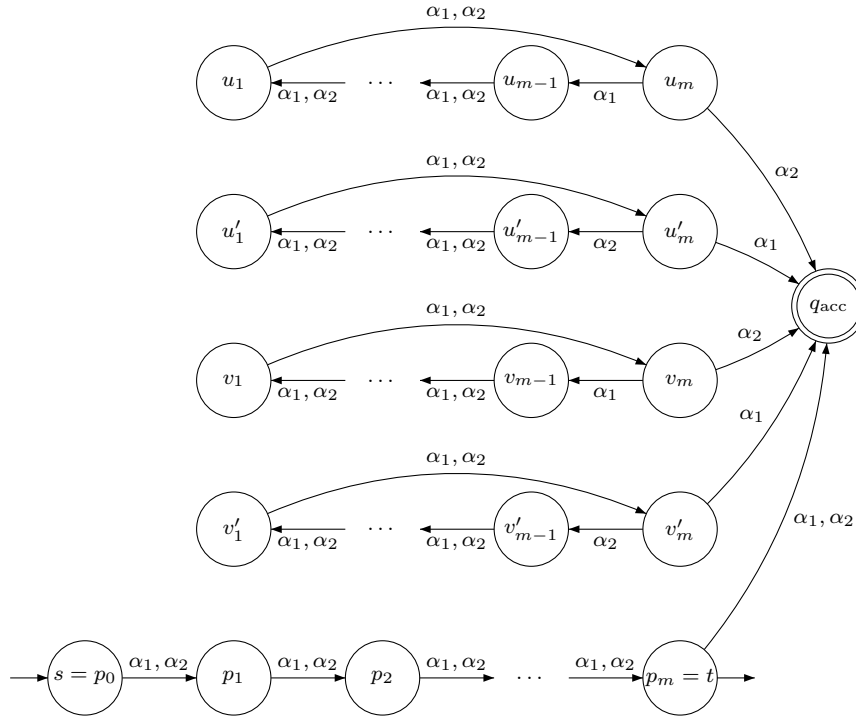 α₁, α₂
u₁ ⋯ uₘ₋₁ uₘ
α₁, α₂ α₁, α₂ α₁
α₂
α₁, α₂
u′₁ ⋯ u′ₘ₋₁ u′ₘ
α₁, α₂ α₁, α₂ α₂
α₁
q_acc
α₁, α₂
α₂
v₁ ⋯ vₘ₋₁ vₘ
α₁, α₂ α₁, α₂ α₁
α₁
α₁, α₂
v′₁ ⋯ v′ₘ₋₁ v′ₘ
α₁, α₂ α₁, α₂ α₂
α₁, α₂
α₁, α₂ α₁, α₂ α₁, α₂ α₁, α₂
s = p₀ p₁ p₂ ⋯ pₘ = t